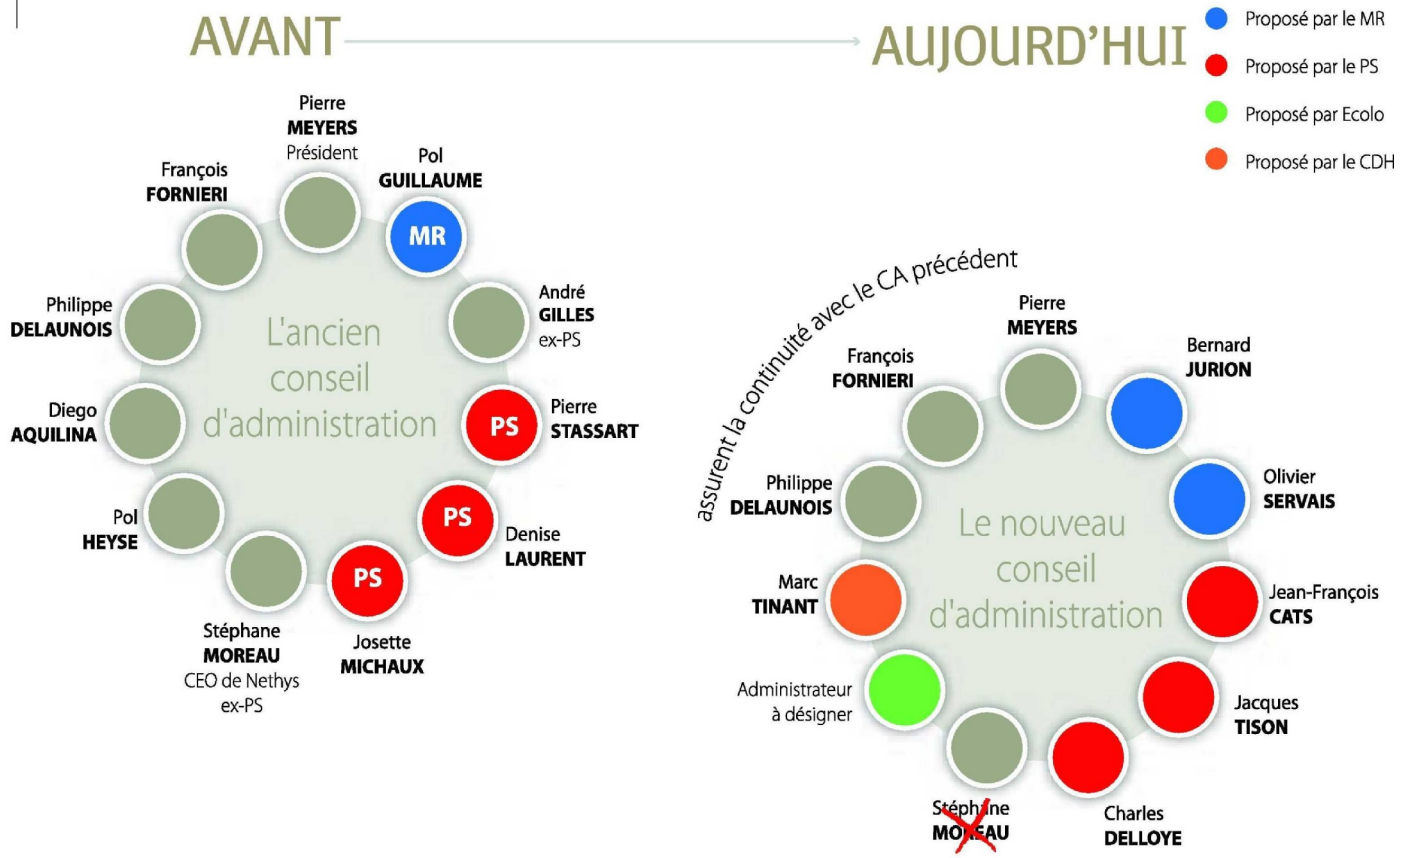 AVANT
AUJOURD'HUI
Proposé par le MR
Proposé par le PS
Proposé par Ecolo
Proposé par le CDH
Pierre
MEYERS
Président
Pol
GUILLAUME
MR
François
FORNIERI
André
GILLES
ex-PS
Philippe
DELAUNOIS
L'ancien
conseil
d'administration
Diego
AQUILINA
PS
Pierre
STASSART
Pol
HEYSE
PS
Denise
LAURENT
PS
Stéphane
MOREAU
CEO de Nethys
ex-PS
Josette
MICHAUX
assurent la continuité avec le CA précédent
Pierre
MEYERS
Bernard
JURION
François
FORNIERI
Philippe
DELAUNOIS
Olivier
SERVAIS
Le nouveau
conseil
d'administration
Marc
TINANT
Jean-François
CATS
Administrateur
à désigner
Jacques
TISON
Stéphane
MOREAU
Charles
DELLOYE